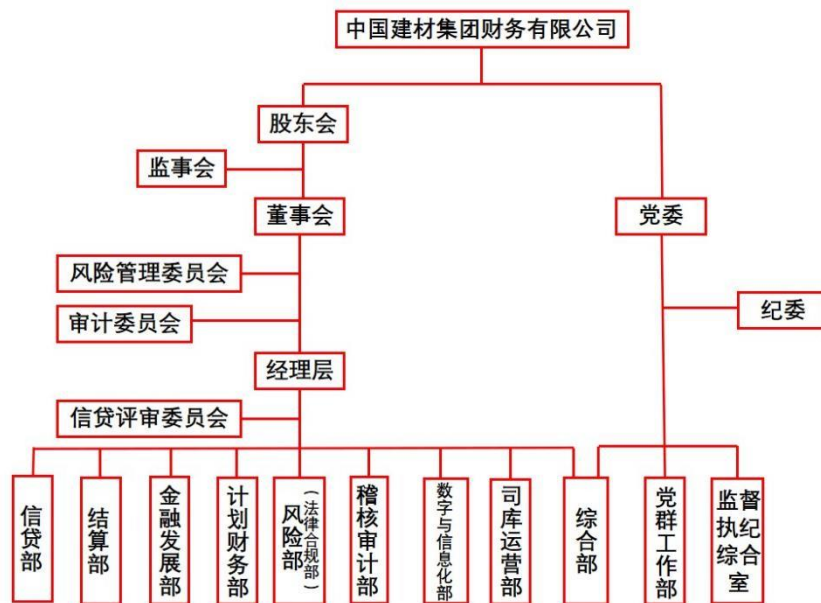 中国建材集团财务有限公司
股东会
监事会
董事会
党委
风险管理委员会
纪委
审计委员会
经理层
信贷评审委员会
信贷部
结算部
金融发展部
计划财务部
风险部
(法律合规部)
稽核审计部
数字与信息化部
司库运营部
综合部
党群工作部
监督执纪综合室